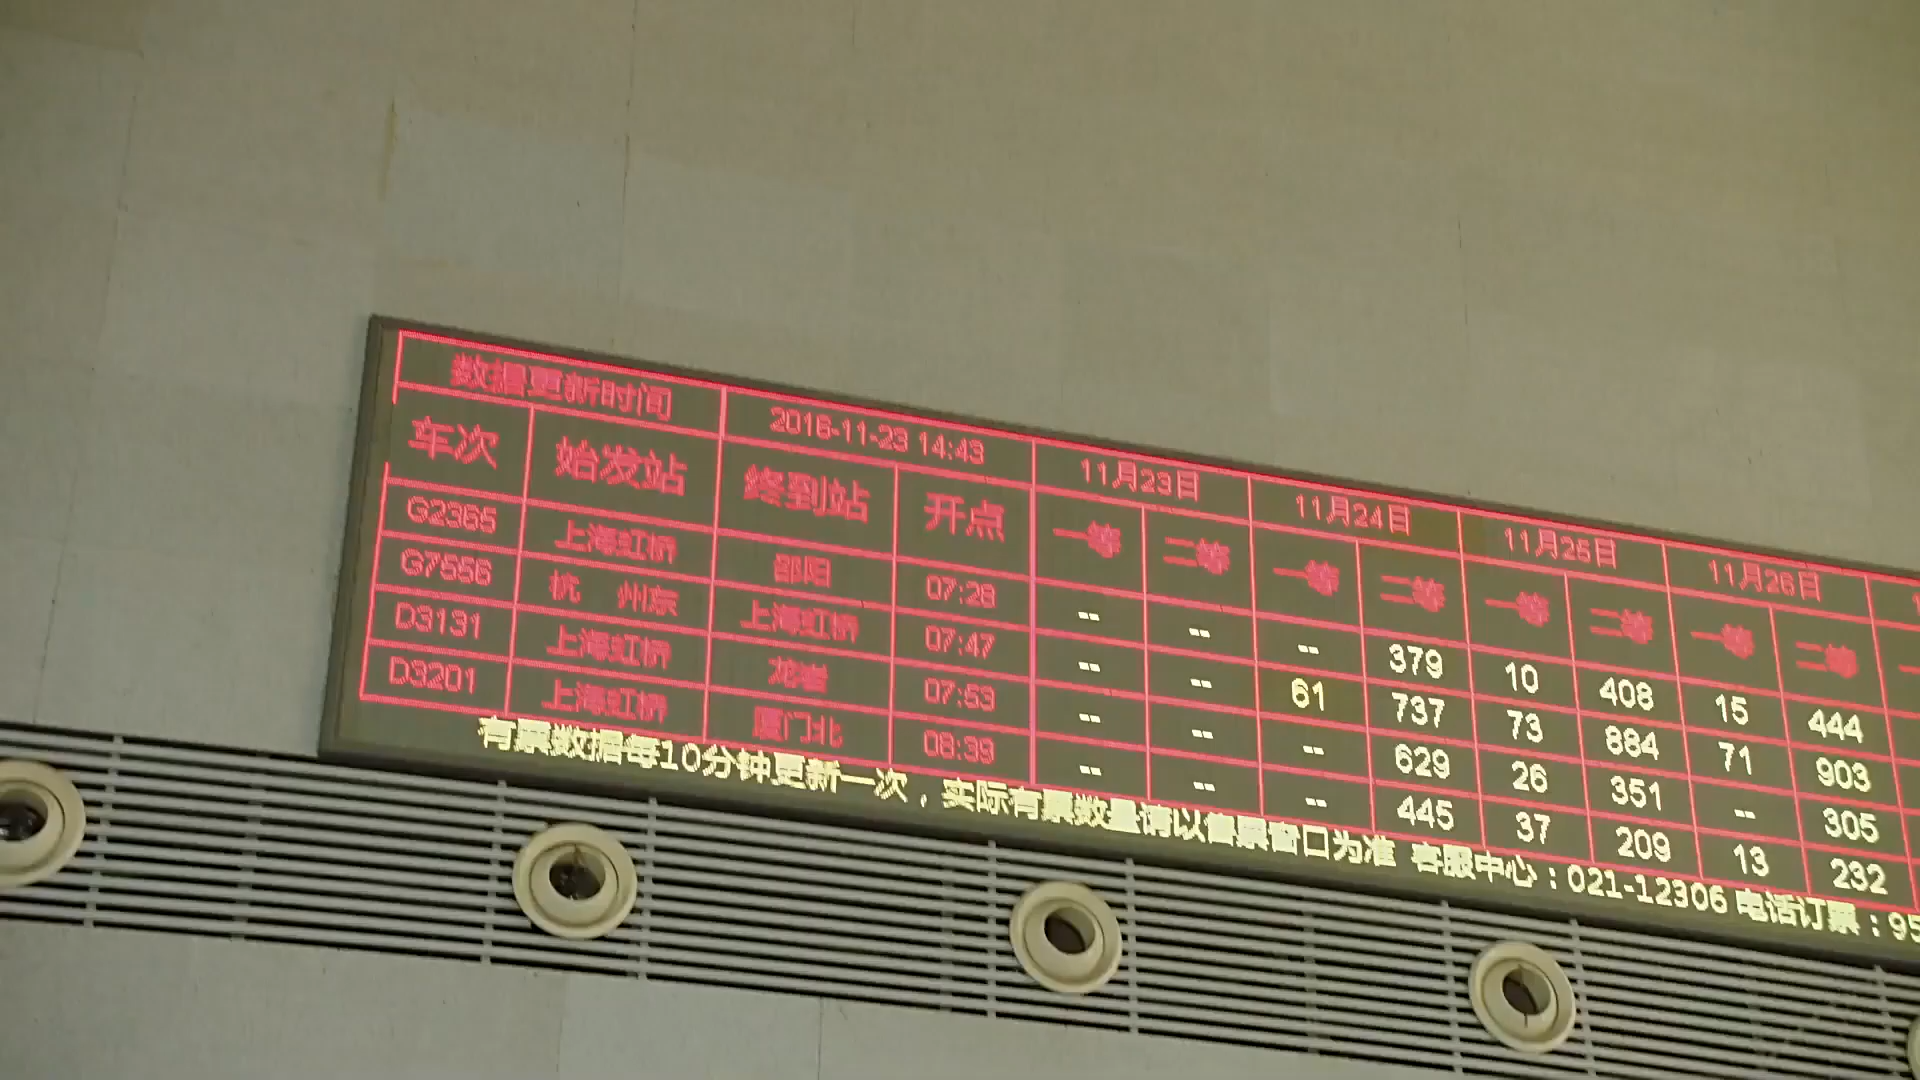 数据更新时间 2016-11-23 14:43 11月23日 11月24日 11月25日 11月26日
车次 始发站 终到站 开点 一等 二等 一等 二等 一等 二等 一等 二等
G2365 上海虹桥 邵阳 07:28 -- -- -- 379 10 408 15 444
G7556 杭 州东 上海虹桥 07:47 -- -- 61 737 73 884 71 903
D3131 上海虹桥 龙岩 07:53 -- -- -- 629 26 351 -- 305
D3201 上海虹桥 厦门北 08:39 -- -- -- 445 37 209 13 232
有票数据每10分钟更新一次，实际有票数量请以售票窗口为准 客服中心：021-12306 电话订票：95